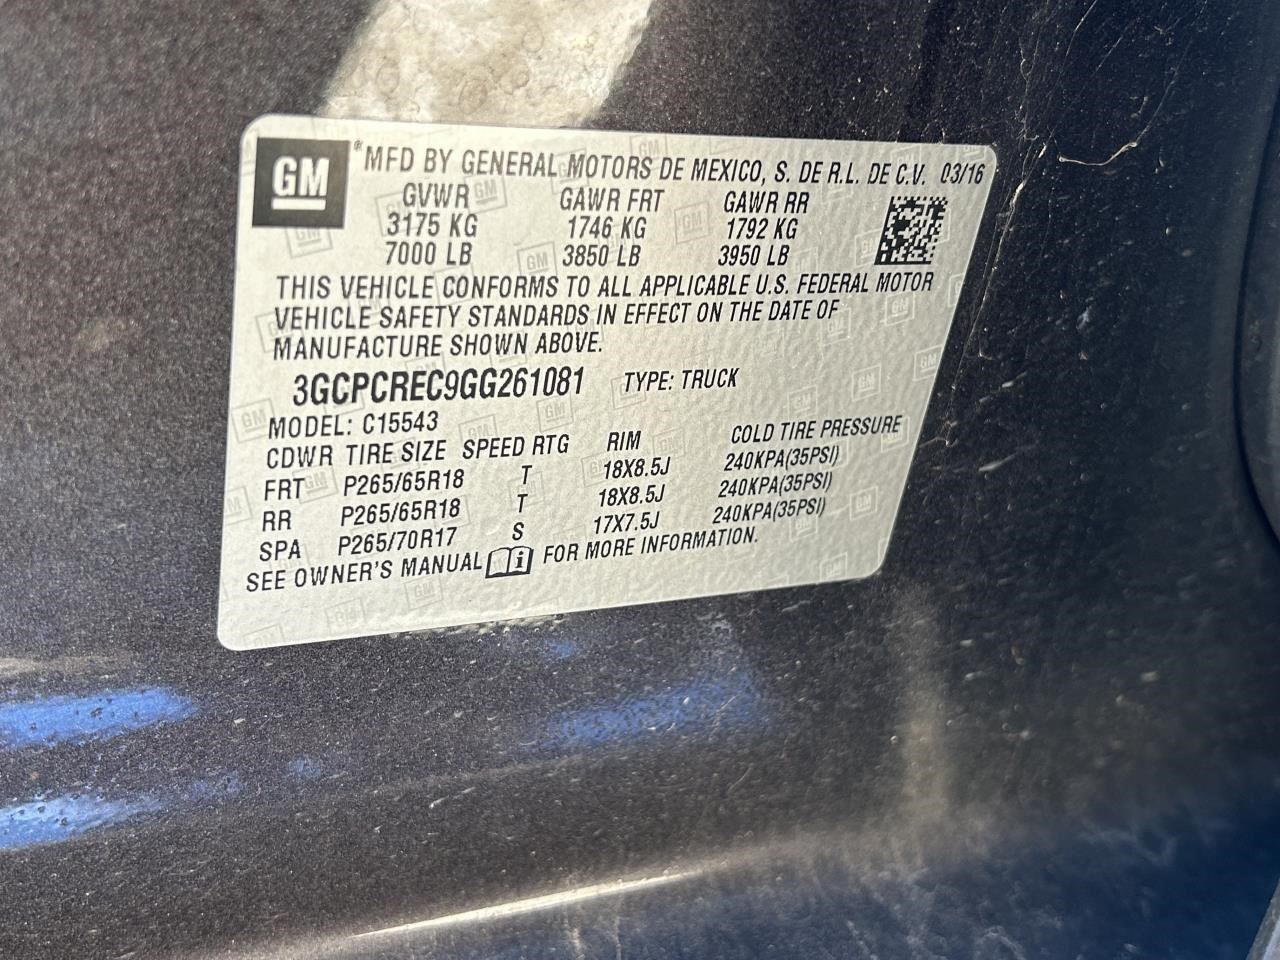 GM
® MFD BY GENERAL MOTORS DE MEXICO, S. DE R.L. DE C.V. 03/16
GVWR GAWR FRT GAWR RR
3175 KG 1746 KG 1792 KG
7000 LB 3850 LB 3950 LB
THIS VEHICLE CONFORMS TO ALL APPLICABLE U.S. FEDERAL MOTOR
VEHICLE SAFETY STANDARDS IN EFFECT ON THE DATE OF
MANUFACTURE SHOWN ABOVE.
3GCPCREC9GG261081 TYPE: TRUCK
MODEL: C15543
CDWR TIRE SIZE SPEED RTG RIM COLD TIRE PRESSURE
FRT P265/65R18 T 18X8.5J 240KPA(35PSI)
RR P265/65R18 T 18X8.5J 240KPA(35PSI)
SPA P265/70R17 S 17X7.5J 240KPA(35PSI)
SEE OWNER'S MANUAL i FOR MORE INFORMATION.